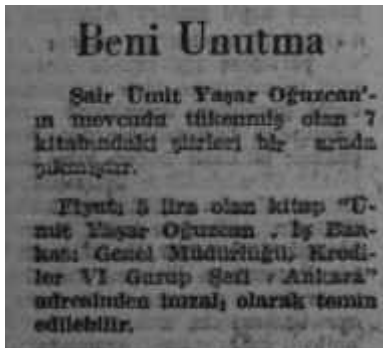 Beni Unutma
Şair Ümit Yaşar Oğuzcan'-
ın mevcudu tükenmiş olan 7
kitabındaki şiirleri bir arada
çıkmıştır.
Fiyatı 5 lira olan kitap "Ü-
mit Yaşar Oğuzcan , İş Ban-
kası Genel Müdürlüğü, Kredi-
ler VI Gurup Şefi - Ankara"
adresinden imzalı olarak temin
edilebilir.